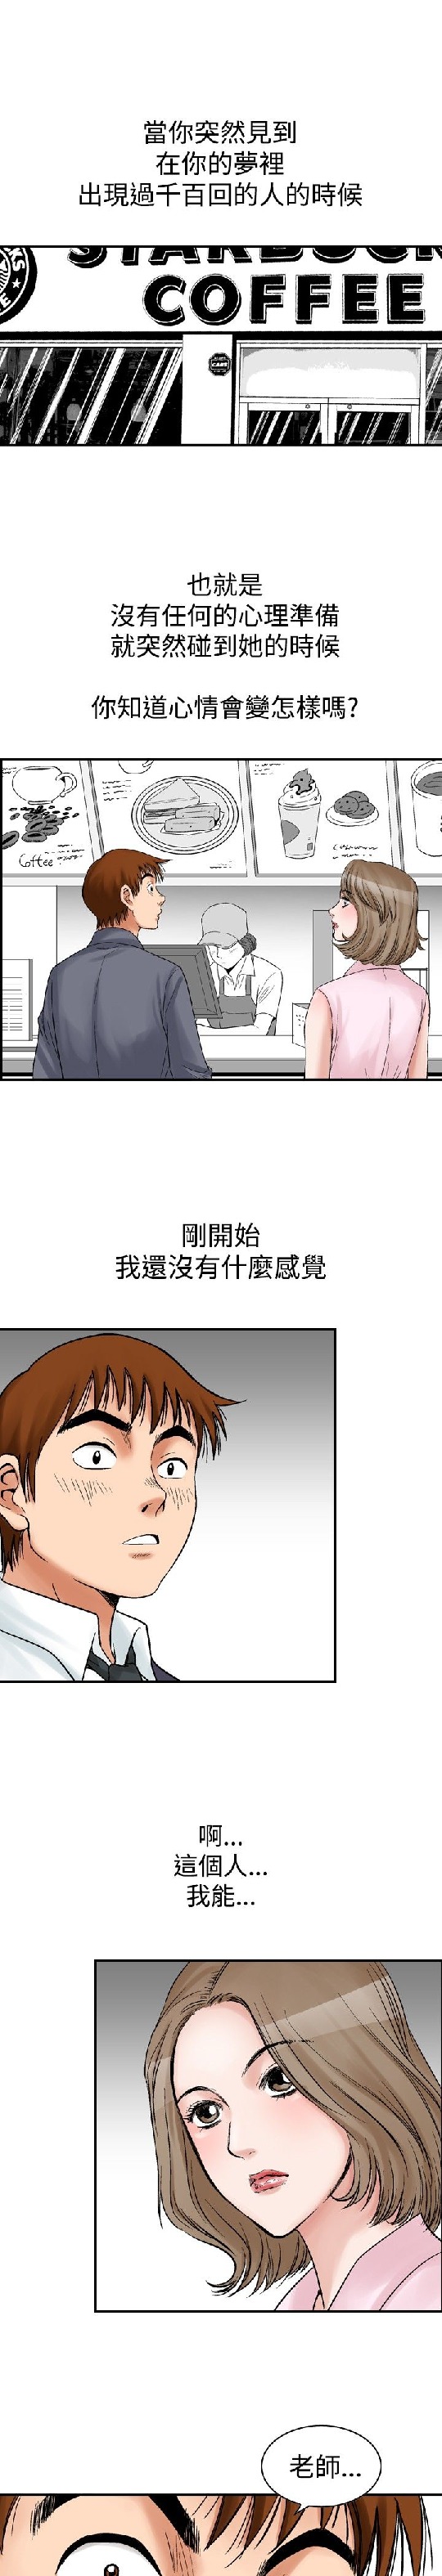 當你突然見到
在你的夢裡
出現過千百回的人的時候
STARBUCK
COFFEE
CAFE
也就是
沒有任何的心理準備
就突然碰到她的時候
你知道心情會變怎樣嗎?
Coffee
剛開始
我還沒有什麼感覺
啊...
這個人...
我能...
老師...